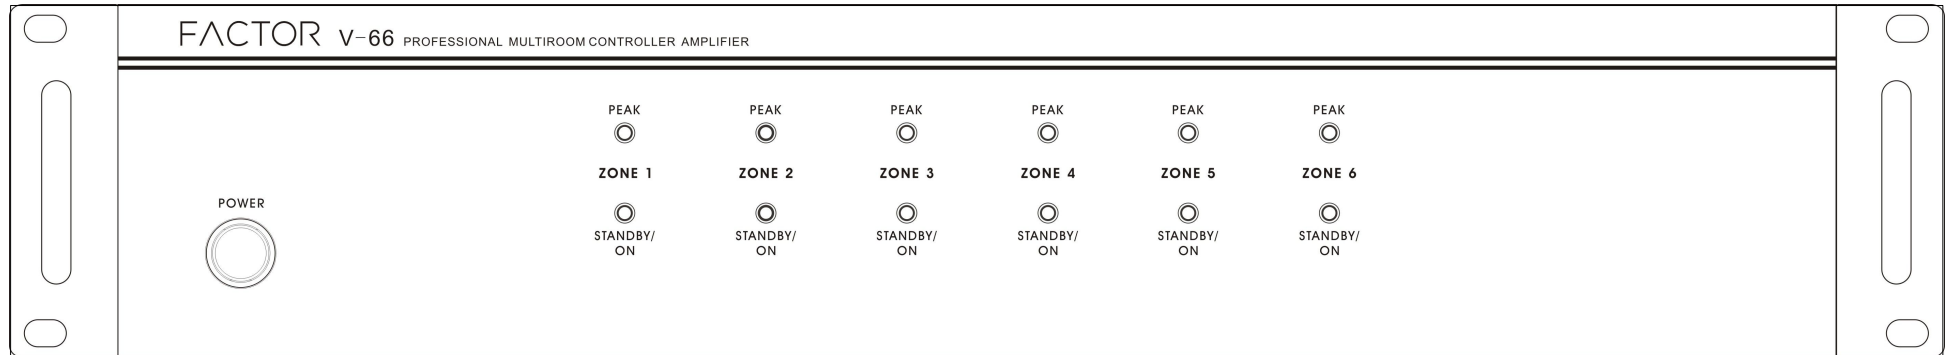 FACTOR V-66 PROFESSIONAL MULTIROOM CONTROLLER AMPLIFIER
PEAK PEAK PEAK PEAK PEAK PEAK
ZONE 1 ZONE 2 ZONE 3 ZONE 4 ZONE 5 ZONE 6
POWER
STANDBY/ STANDBY/ STANDBY/ STANDBY/ STANDBY/ STANDBY/
ON ON ON ON ON ON